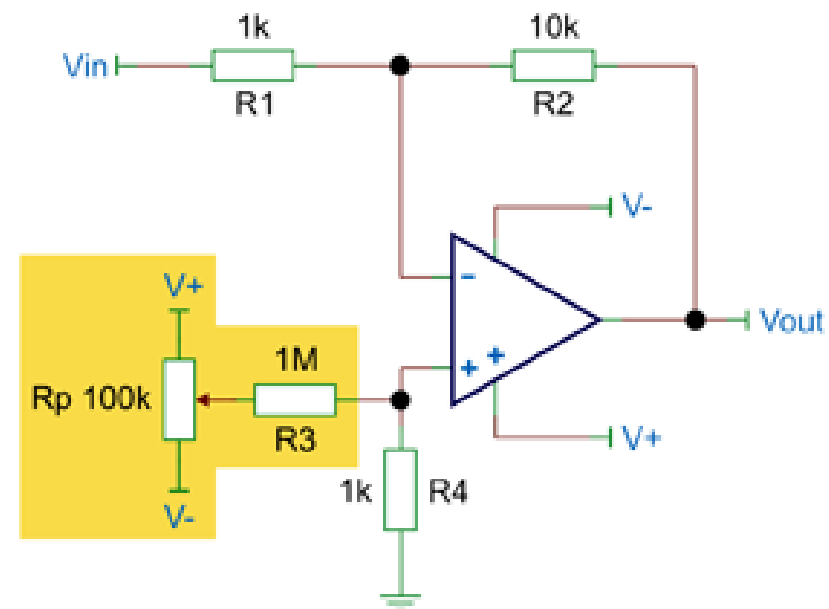 1k
10k
Vin
R1
R2
V-
-
V+
Vout
1M
+
+
Rp 100k
R3
V+
1k
R4
V-